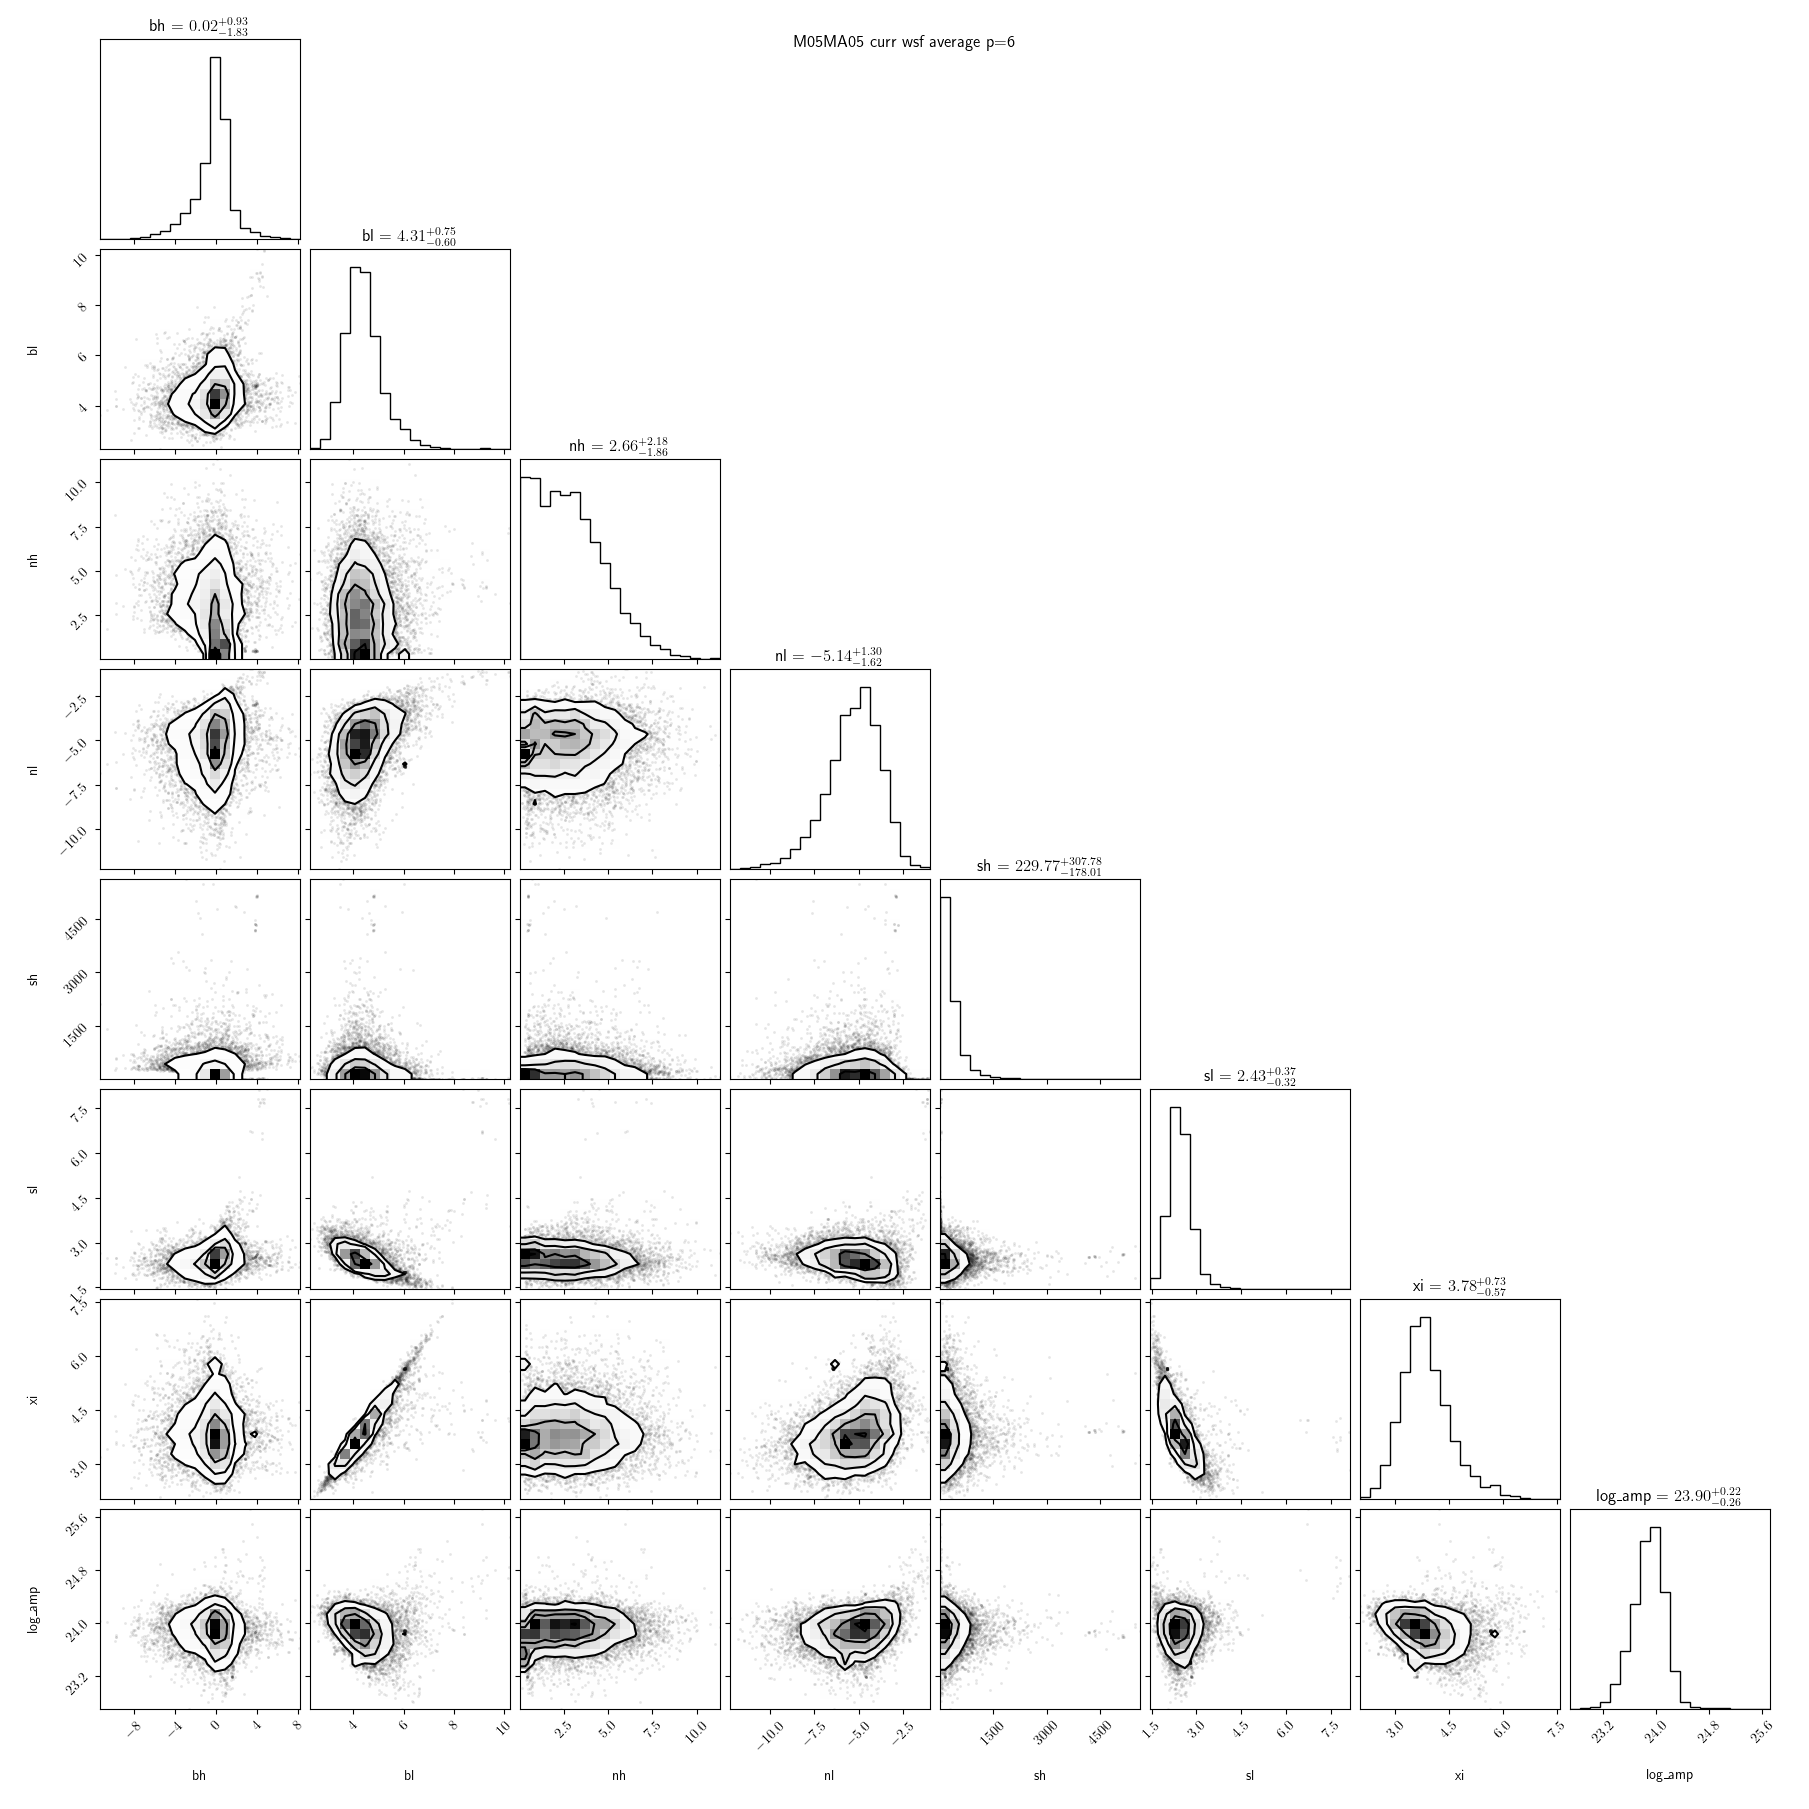 M05MA05 curr wsf average p=6
bh = 0.02+0.93−1.83
bl = 4.31+0.75−0.60
nh = 2.66+2.18−1.86
nl = −5.14+1.30−1.62
sh = 229.77+307.78−178.01
sl = 2.43+0.37−0.32
xi = 3.78+0.73−0.57
log_amp = 23.90+0.22−0.26
bl
10
8
6
4
nh
10.0
7.5
5.0
2.5
nl
−2.5
−5.0
−7.5
−10.0
sh
4500
3000
1500
sl
7.5
6.0
4.5
3.0
1.5
xi
7.5
6.0
4.5
3.0
log_amp
25.6
24.8
24.0
23.2
−8 −4 0 4 8
4 6 8 10
2.5 5.0 7.5 10.0
−10.0 −7.5 −5.0 −2.5
1500 3000 4500
1.5 3.0 4.5 6.0 7.5
3.0 4.5 6.0 7.5
23.2 24.0 24.8 25.6
bh bl nh nl sh sl xi log_amp